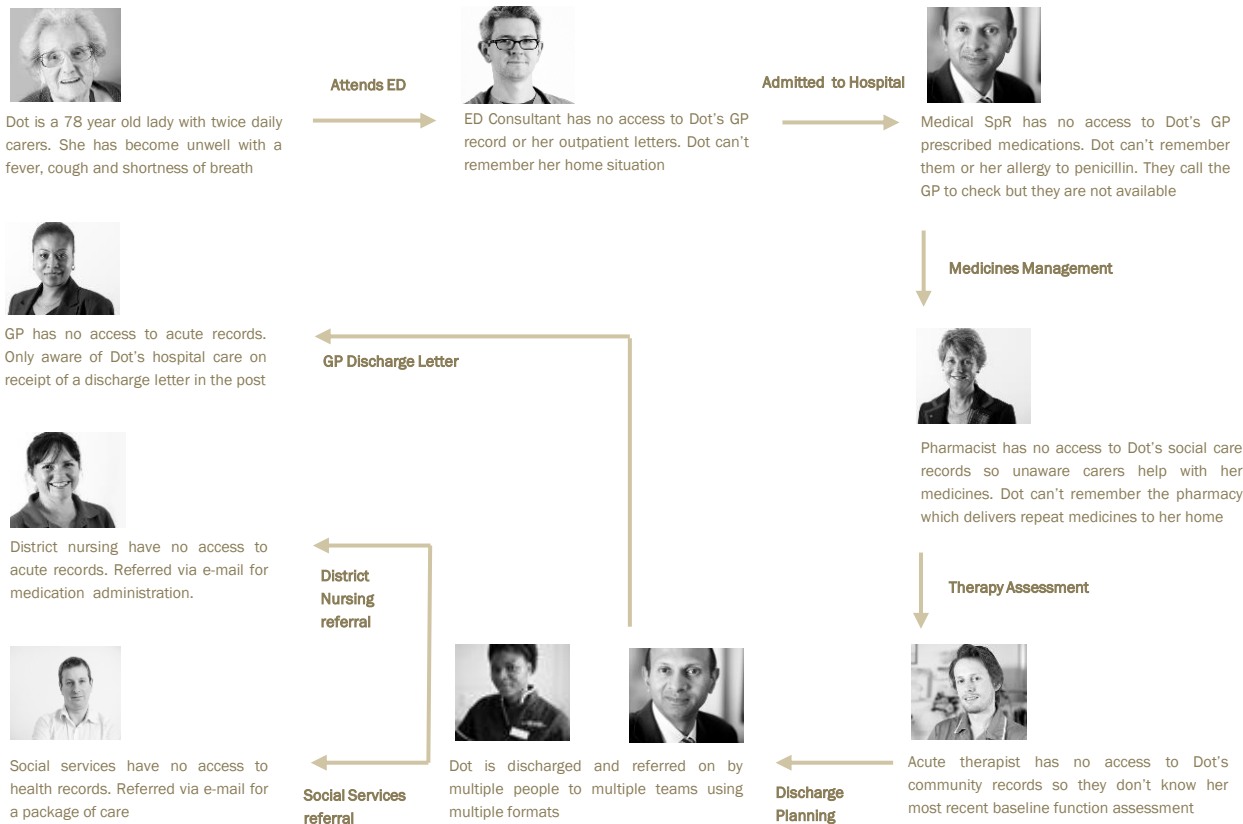 Attends ED
Admitted to Hospital
Dot is a 78 year old lady with twice daily
carers. She has become unwell with a
fever, cough and shortness of breath
ED Consultant has no access to Dot's GP
record or her outpatient letters. Dot can't
remember her home situation
Medical SpR has no access to Dot's GP
prescribed medications. Dot can't remember
them or her allergy to penicillin. They call the
GP to check but they are not available
Medicines Management
GP has no access to acute records.
Only aware of Dot's hospital care on
receipt of a discharge letter in the post
GP Discharge Letter
Pharmacist has no access to Dot's social care
records so unaware carers help with her
medicines. Dot can't remember the pharmacy
which delivers repeat medicines to her home
District nursing have no access to
acute records. Referred via e-mail for
medication administration.
District
Nursing
referral
Therapy Assessment
Social services have no access to
health records. Referred via e-mail for
a package of care
Social Services
referral
Dot is discharged and referred on by
multiple people to multiple teams using
multiple formats
Discharge
Planning
Acute therapist has no access to Dot's
community records so they don't know her
most recent baseline function assessment